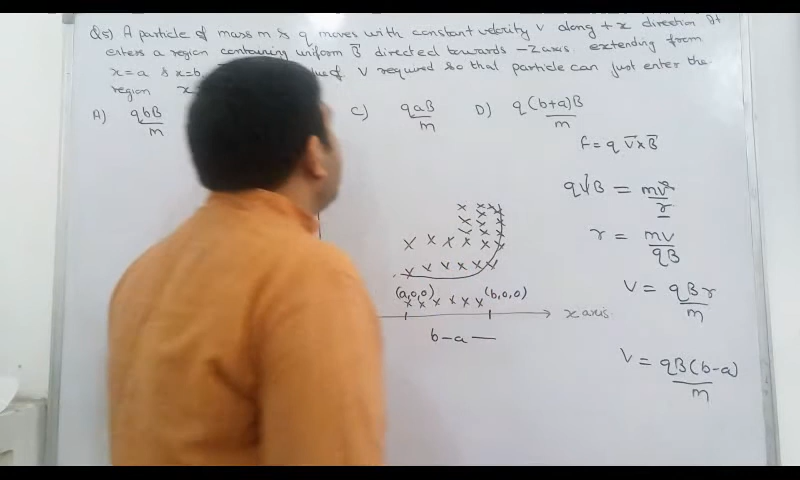 Q5) A particle of mass m & q moves with constant velocity V along +x direction It
enters a region containing uniform B directed towards -z axis extending from
x=a & x=b, of V required so that particle can just enter the
region x
A) qbB/m C) qaB/m D) q(b+a)B/m
F = q V̄ x B̄
qVB = mv²/r
r = mv/qB
V = qBr/m
V = qB(b-a)/m
(a,0,0) (b,0,0)
x axis
b-a